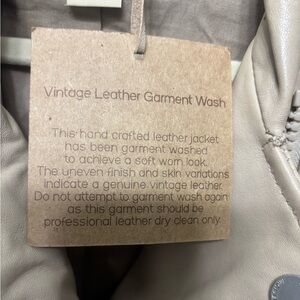 Vintage Leather Garment Wash
This hand crafted leather jacket
has been garment washed
to achieve a soft worn look.
The uneven finish and skin variations
indicate a genuine vintage leather.
Do not attempt to garment wash again
as this garment should be
professional leather dry clean only.